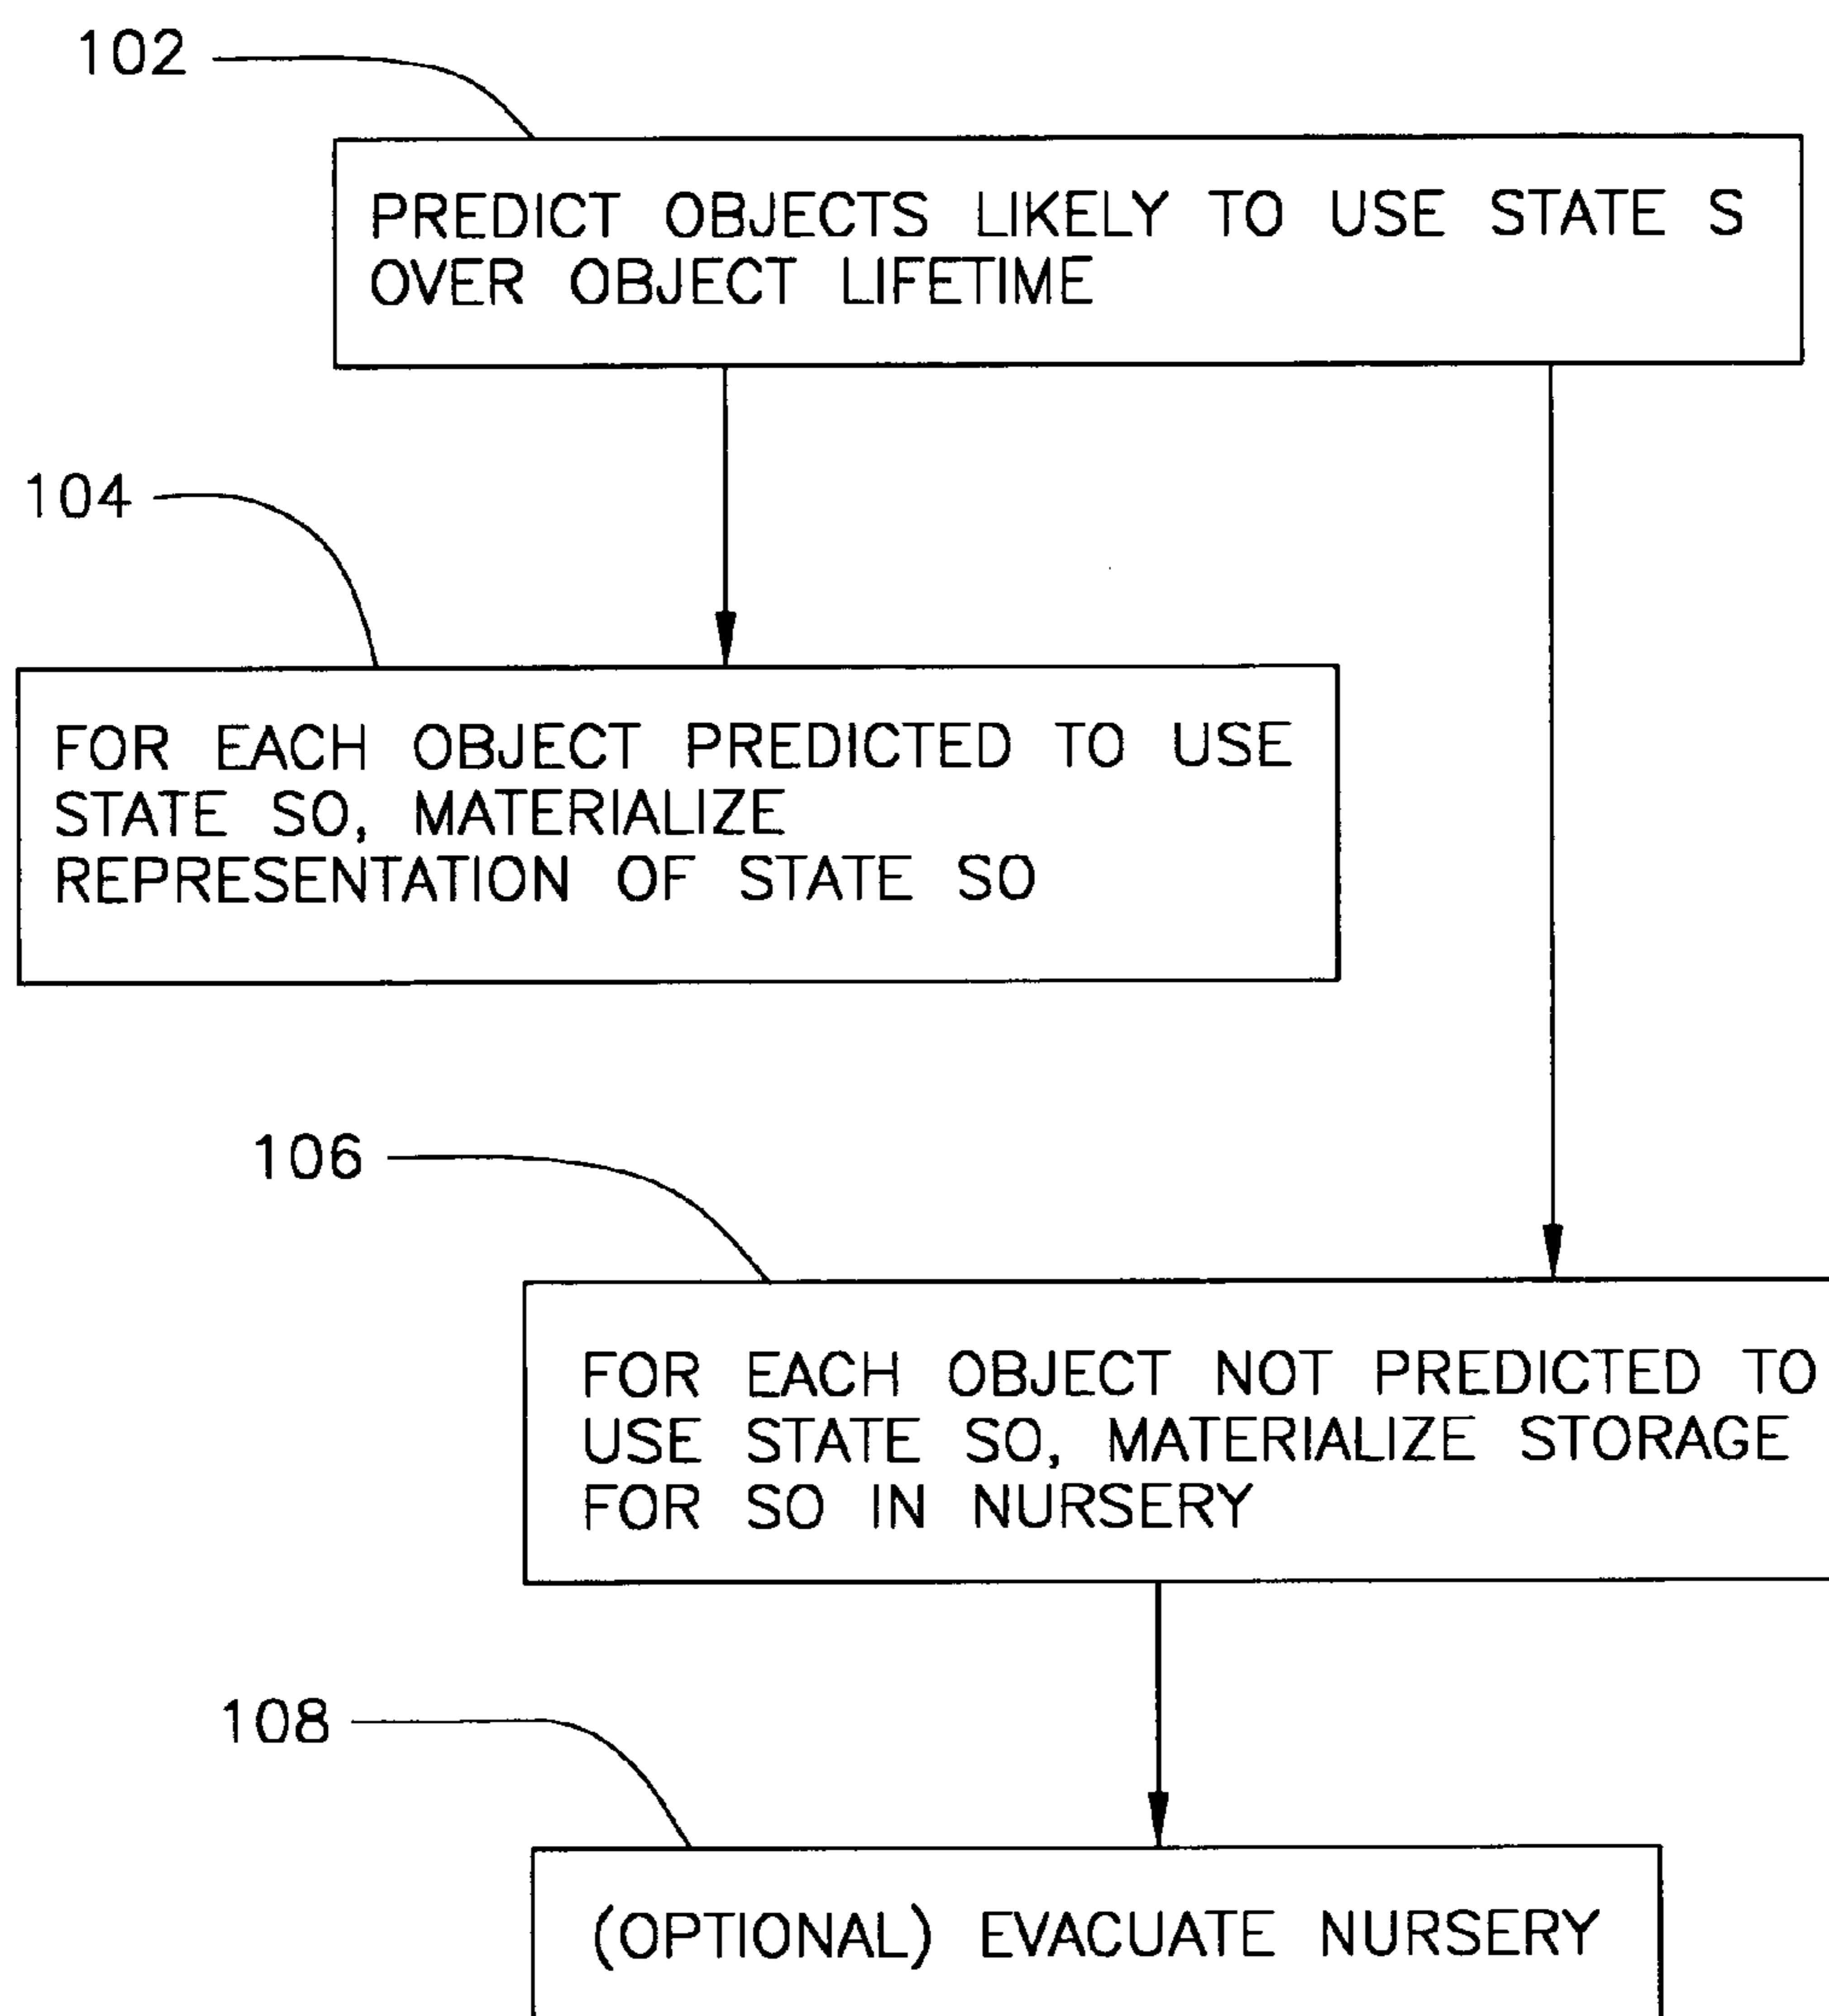 102
PREDICT OBJECTS LIKELY TO USE STATE S
OVER OBJECT LIFETIME
104
FOR EACH OBJECT PREDICTED TO USE
STATE SO, MATERIALIZE
REPRESENTATION OF STATE SO
106
FOR EACH OBJECT NOT PREDICTED TO
USE STATE SO, MATERIALIZE STORAGE
FOR SO IN NURSERY
108
(OPTIONAL) EVACUATE NURSERY